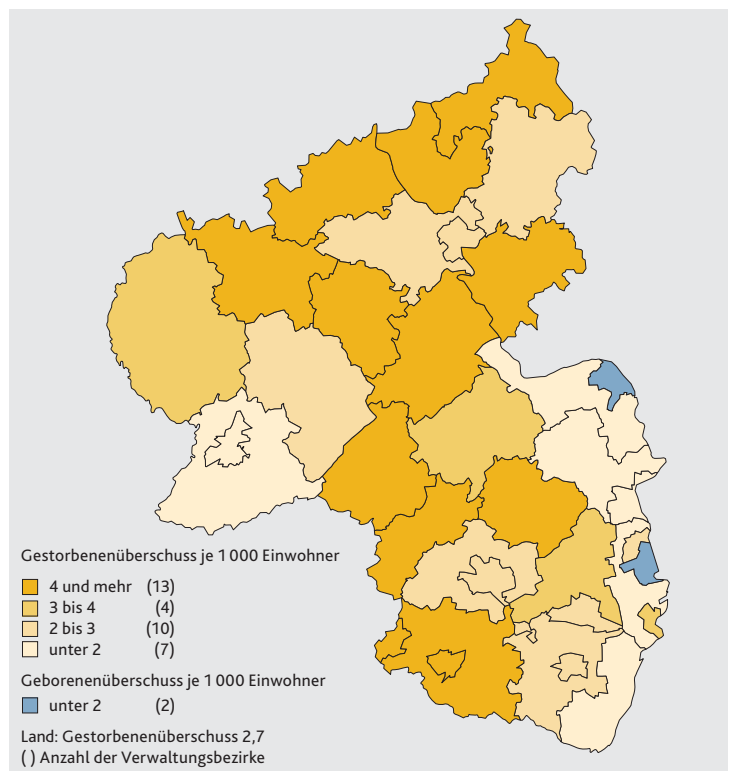 Gestorbenenüberschuss je 1 000 Einwohner
4 und mehr (13)
3 bis 4 (4)
2 bis 3 (10)
unter 2 (7)
Geborenenüberschuss je 1 000 Einwohner
unter 2 (2)
Land: Gestorbenenüberschuss 2,7
( ) Anzahl der Verwaltungsbezirke